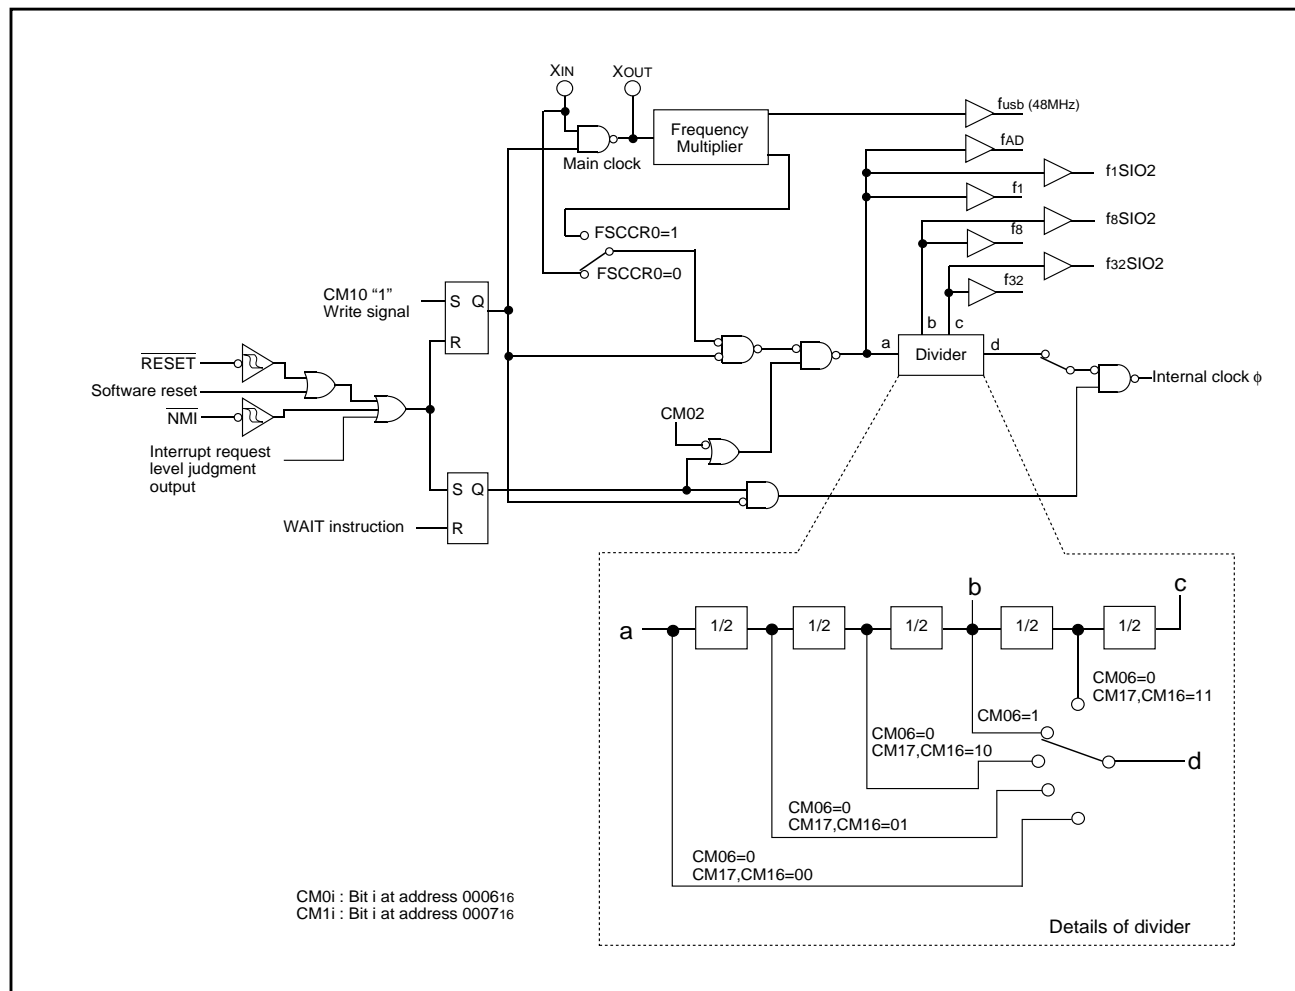 XIN
XOUT
Frequency
Multiplier
Main clock
fusb (48MHz)
fAD
f1SIO2
f1
f8SIO2
f8
f32SIO2
f32
FSCCR0=1
FSCCR0=0
CM10 “1”
Write signal
S Q
R
RESET
Software reset
NMI
Interrupt request
level judgment
output
CM02
b c
a
Divider
d
Internal clock ϕ
S Q
R
WAIT instruction
a
1/2
1/2
1/2
b
1/2
1/2
c
CM06=0
CM17,CM16=11
CM06=1
CM06=0
CM17,CM16=10
d
CM06=0
CM17,CM16=01
CM06=0
CM17,CM16=00
CM0i : Bit i at address 000616
CM1i : Bit i at address 000716
Details of divider